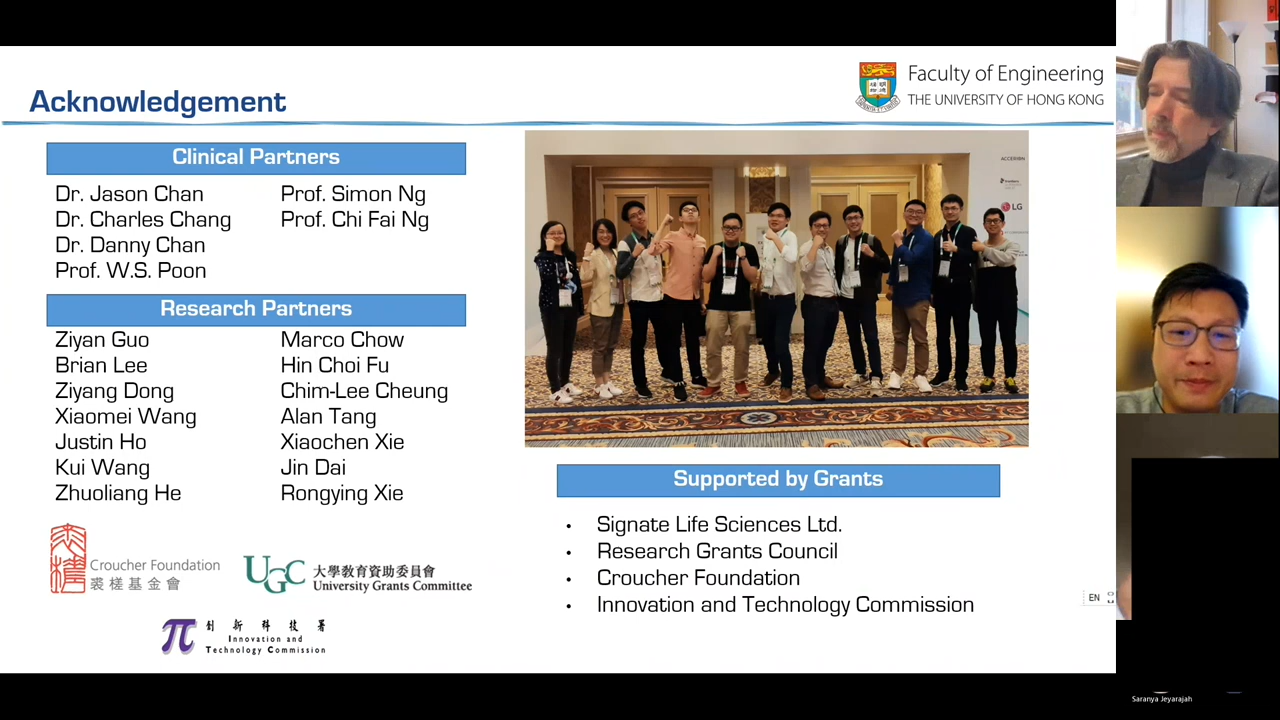 Acknowledgement
Faculty of Engineering
THE UNIVERSITY OF HONG KONG
Clinical Partners
Dr. Jason Chan
Dr. Charles Chang
Dr. Danny Chan
Prof. W.S. Poon
Prof. Simon Ng
Prof. Chi Fai Ng
Research Partners
Ziyan Guo
Brian Lee
Ziyang Dong
Xiaomei Wang
Justin Ho
Kui Wang
Zhuoliang He
Marco Chow
Hin Choi Fu
Chim-Lee Cheung
Alan Tang
Xiaochen Xie
Jin Dai
Rongying Xie
Croucher Foundation
裘槎基金會
UGC
大學教育資助委員會
University Grants Committee
創新科技署
Innovation and
Technology Commission
LG
Supported by Grants
• Signate Life Sciences Ltd.
• Research Grants Council
• Croucher Foundation
• Innovation and Technology Commission
EN
Saranya Jeyarajah